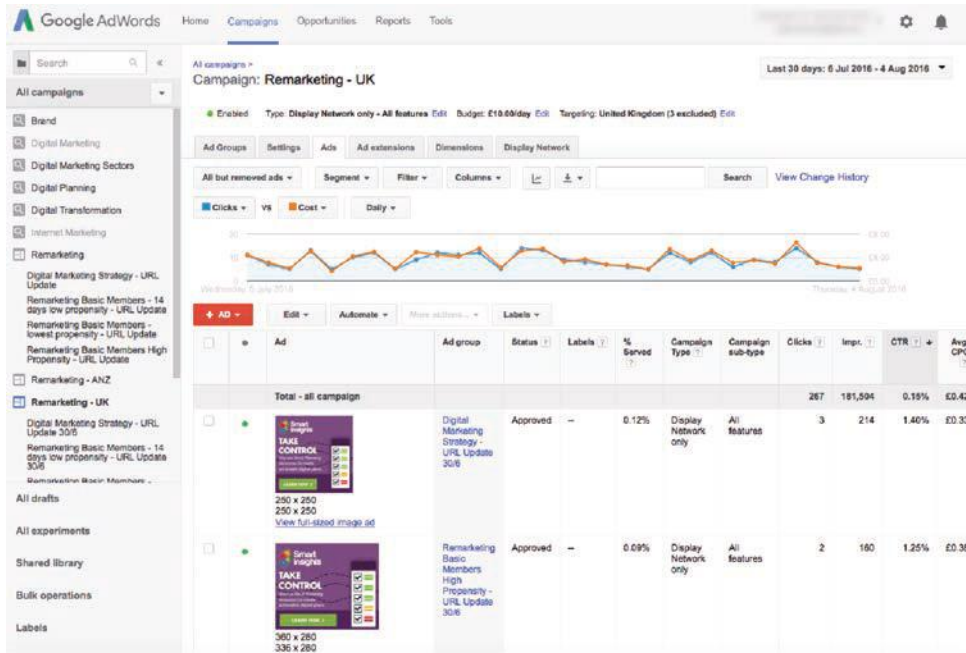 Google AdWords
Home Campaigns Opportunities Reports Tools
Search
All campaigns
Brand
Digital Marketing
Digital Marketing Sectors
Digital Planning
Digital Transformation
Internet Marketing
Remarketing
Digital Marketing Strategy - URL
Update
Remarketing Basic Members - 14
days low propensity - URL Update
Remarketing Basic Members -
lowest propensity - URL Update
Remarketing Basic Members High
Propensity - URL Update
Remarketing - ANZ
Remarketing - UK
Digital Marketing Strategy - URL
Update 30/6
Remarketing Basic Members - 14
days low propensity - URL Update
30/6
Remarketing Basic Members -
All drafts
All experiments
Shared library
Bulk operations
Labels
All campaigns >
Campaign: Remarketing - UK
Last 30 days: 6 Jul 2016 - 4 Aug 2016
Enabled Type: Display Network only - All features Edit Budget: £10.00/day Edit Targeting: United Kingdom (3 excluded) Edit
Ad Groups Settings Ads Ad extensions Dimensions Display Network
All but removed ads Segment Filter Columns Search View Change History
Clicks VS Cost Daily
+ AD Edit Automate More actions... Labels
Ad Ad group Status Labels % Served Campaign Type Campaign sub-type Clicks Impr. CTR Avg CPC
Total - all campaign 267 181,504 £0.42
Smart Insights
TAKE
CONTROL
LEARN NOW >
250 x 250
250 x 250
View full-sized image ad
Digital
Marketing
Strategy -
URL Update
30/6
Approved -- 0.12% Display Network only All features 3 214 1.40%
Smart Insights
TAKE
CONTROL
336 x 280
Remarketing
Basic
Members
High
Propensity -
URL Update
30/6
Approved -- 0.09% Display Network only All features 2 160 1.25%